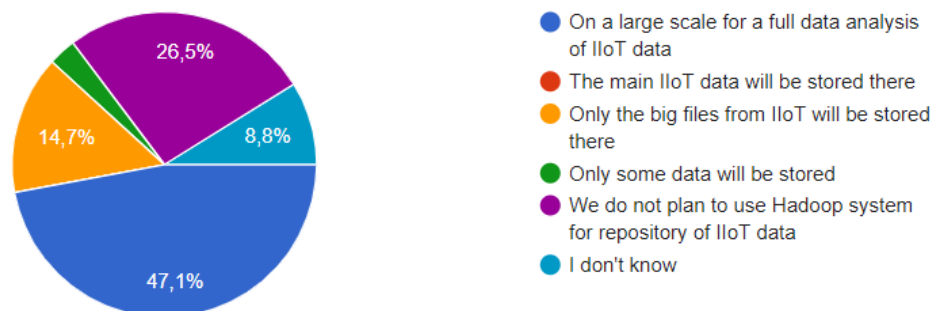 26,5%
14,7%
8,8%
47,1%
On a large scale for a full data analysis
of IIoT data
The main IIoT data will be stored there
Only the big files from IIoT will be stored
there
Only some data will be stored
We do not plan to use Hadoop system
for repository of IIoT data
I don't know